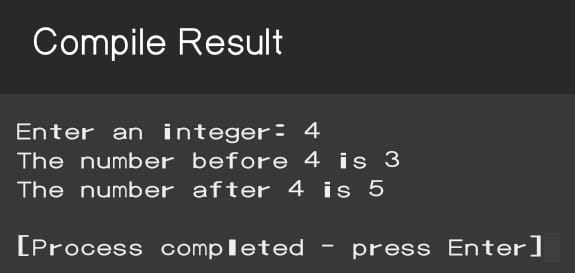 Compile Result
Enter an integer: 4
The number before 4 is 3
The number after 4 is 5
[Process completed - press Enter]